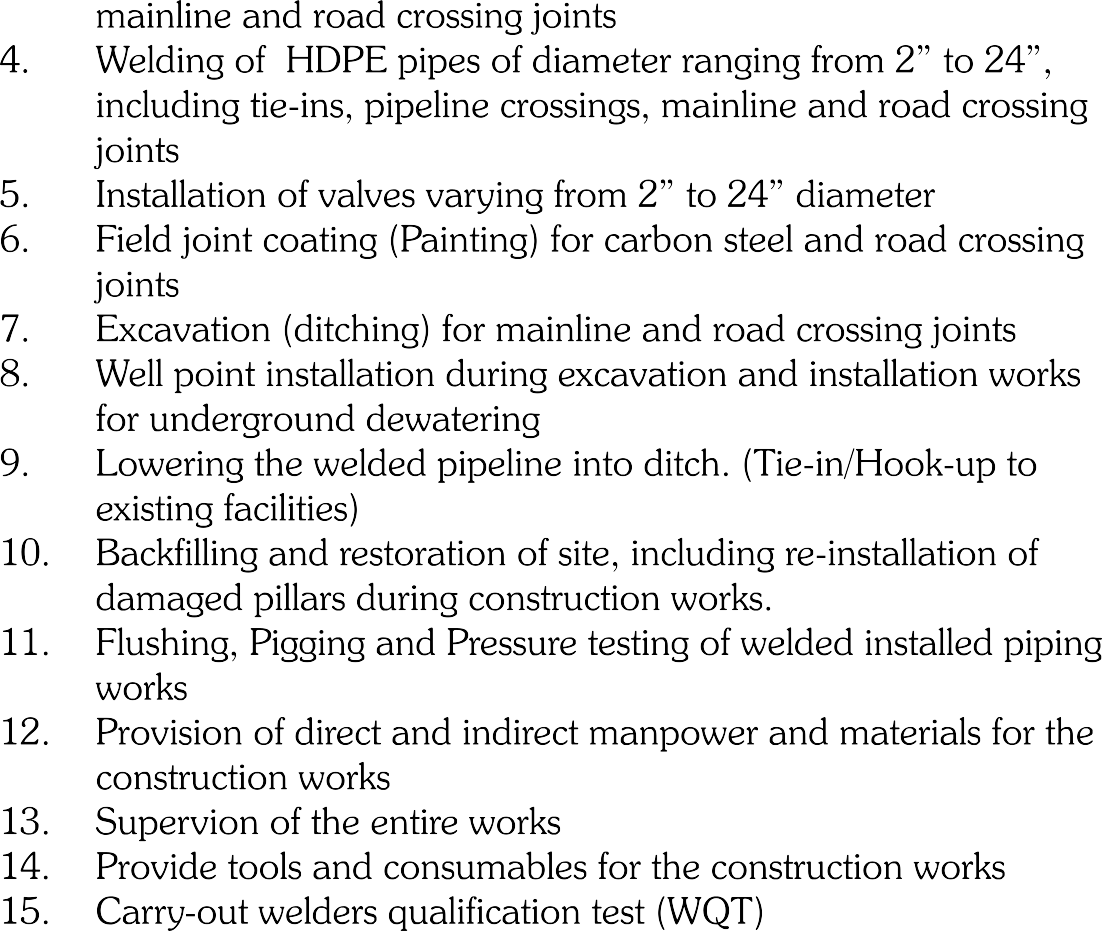 mainline and road crossing joints
4. Welding of  HDPE pipes of diameter ranging from 2” to 24”,
including tie-ins, pipeline crossings, mainline and road crossing
joints
5. Installation of valves varying from 2” to 24” diameter
6. Field joint coating (Painting) for carbon steel and road crossing
joints
7. Excavation (ditching) for mainline and road crossing joints
8. Well point installation during excavation and installation works
for underground dewatering
9. Lowering the welded pipeline into ditch. (Tie-in/Hook-up to
existing facilities)
10. Backfilling and restoration of site, including re-installation of
damaged pillars during construction works.
11. Flushing, Pigging and Pressure testing of welded installed piping
works
12. Provision of direct and indirect manpower and materials for the
construction works
13. Supervion of the entire works
14. Provide tools and consumables for the construction works
15. Carry-out welders qualification test (WQT)